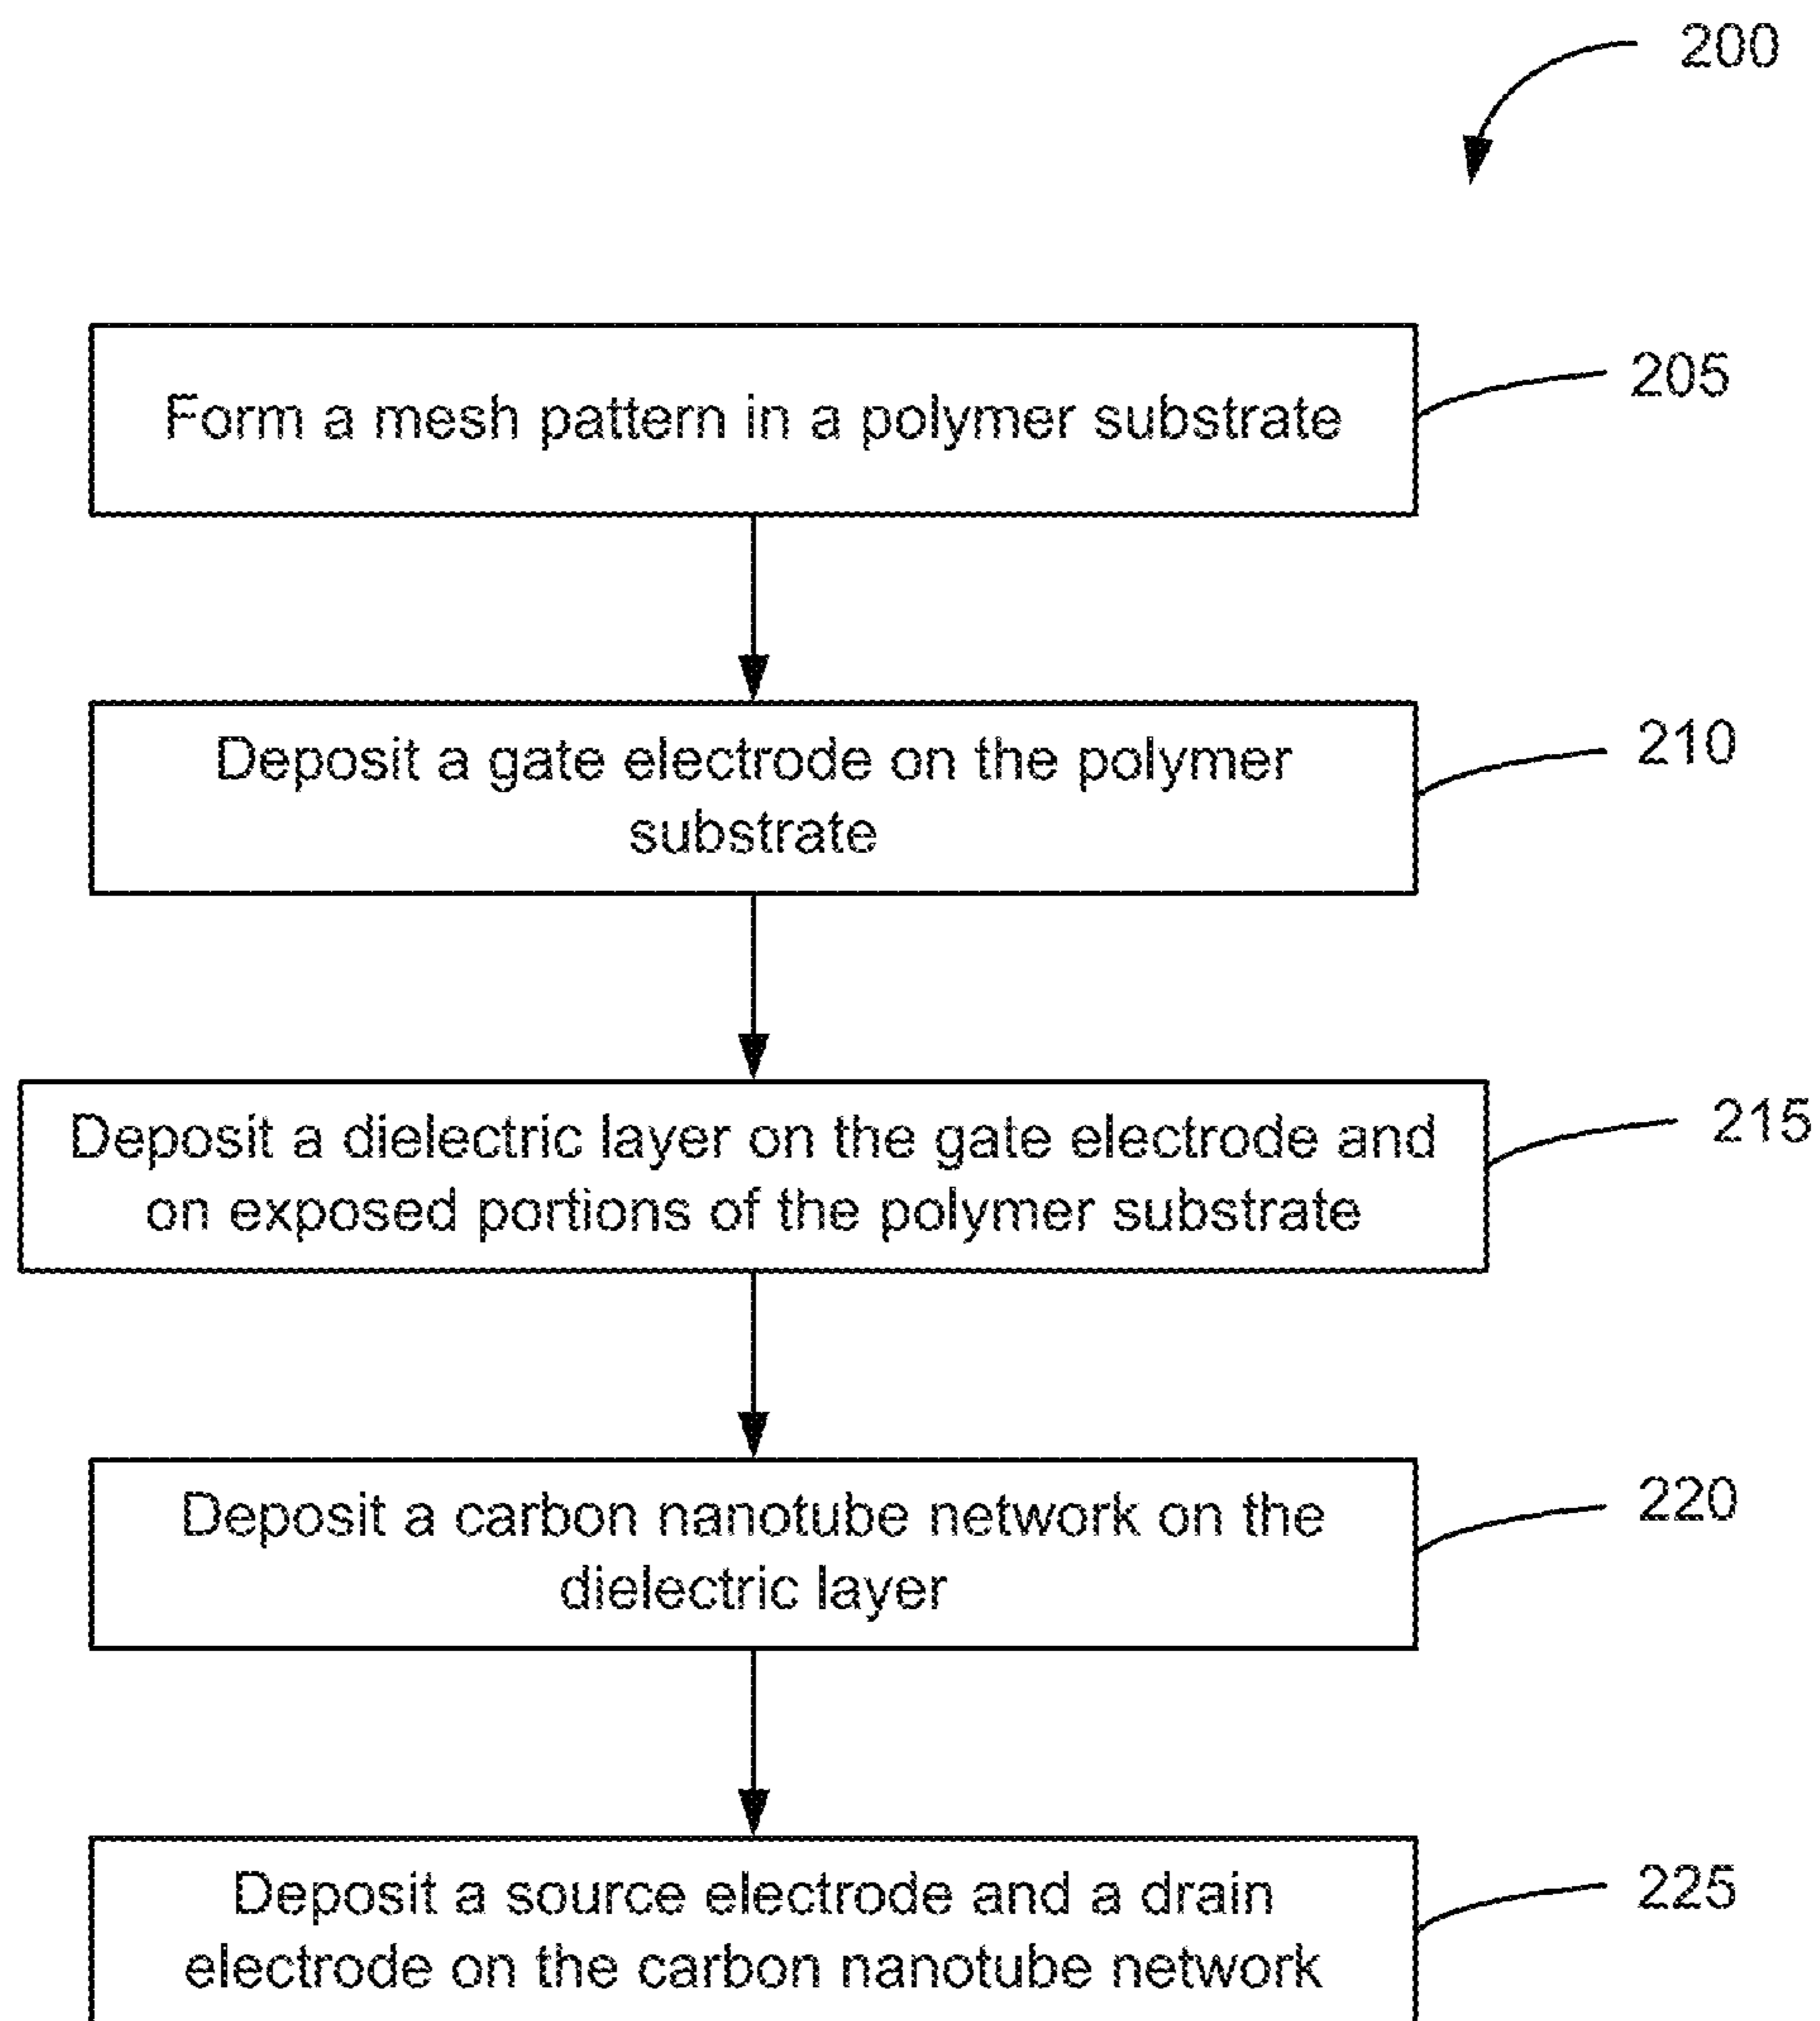 200
Form a mesh pattern in a polymer substrate
205
Deposit a gate electrode on the polymer
substrate
210
Deposit a dielectric layer on the gate electrode and
on exposed portions of the polymer substrate
215
Deposit a carbon nanotube network on the
dielectric layer
220
Deposit a source electrode and a drain
electrode on the carbon nanotube network
225